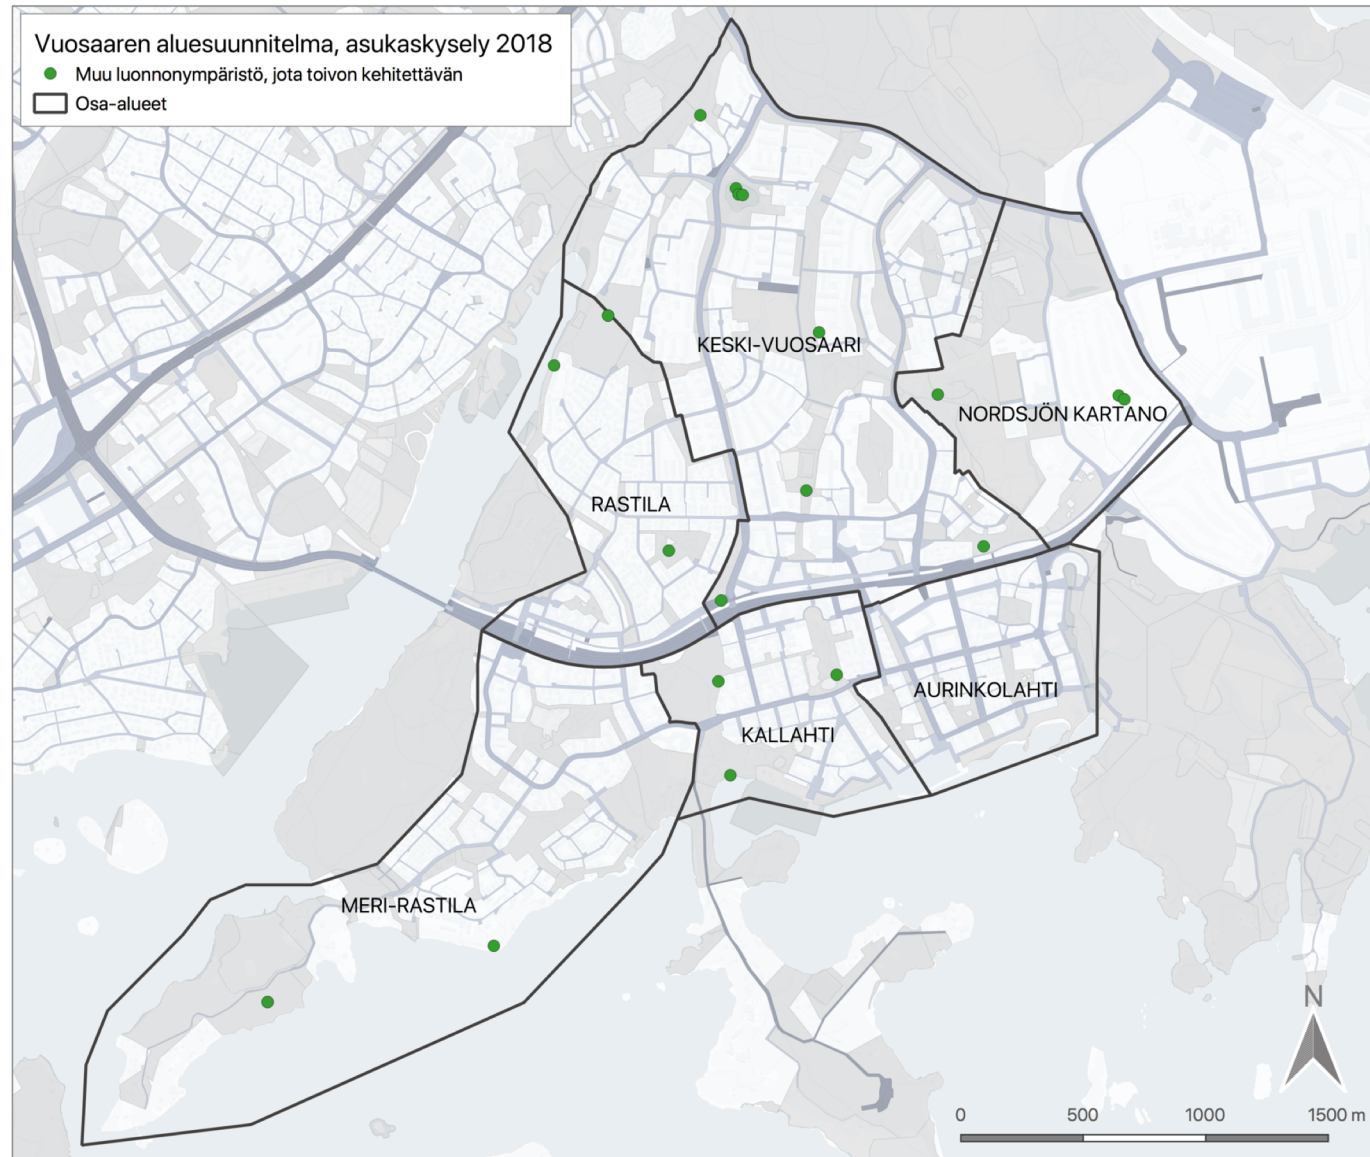 Vuosaaren aluesuunnitelma, asukaskysely 2018
Muu luonnonympäristö, jota toivon kehitettävän
Osa-alueet
KESKI-VUOSAARI
NORDSJÖN KARTANO
RASTILA
AURINKOLAHTI
KALLAHTI
MERI-RASTILA
N
0 500 1000 1500 m